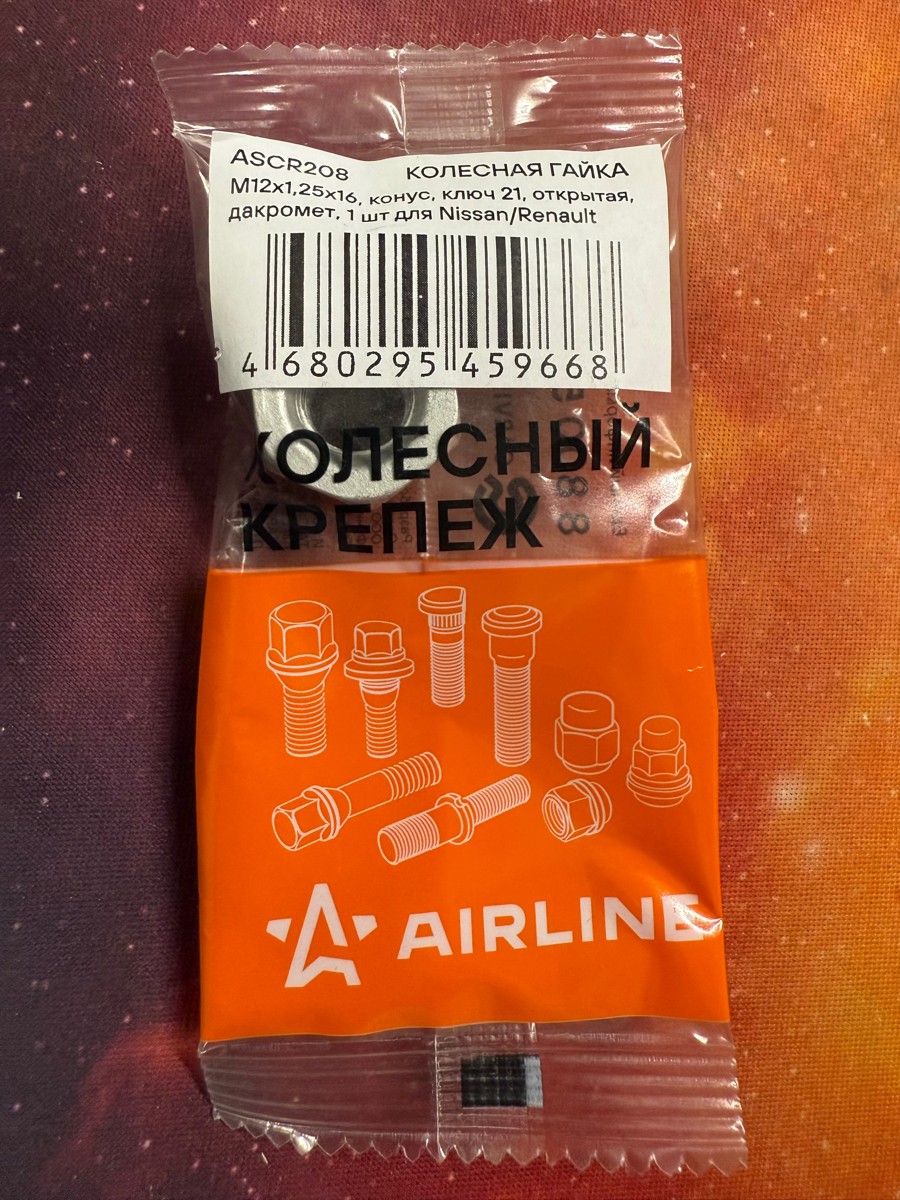 ASCR208 КОЛЕСНАЯ ГАЙКА
M12x1,25x16, конус, ключ 21, открытая,
дакромет, 1 шт для Nissan/Renault
4 680295 459668
КОЛЕСНЫЙ
КРЕПЕЖ
AIRLINE